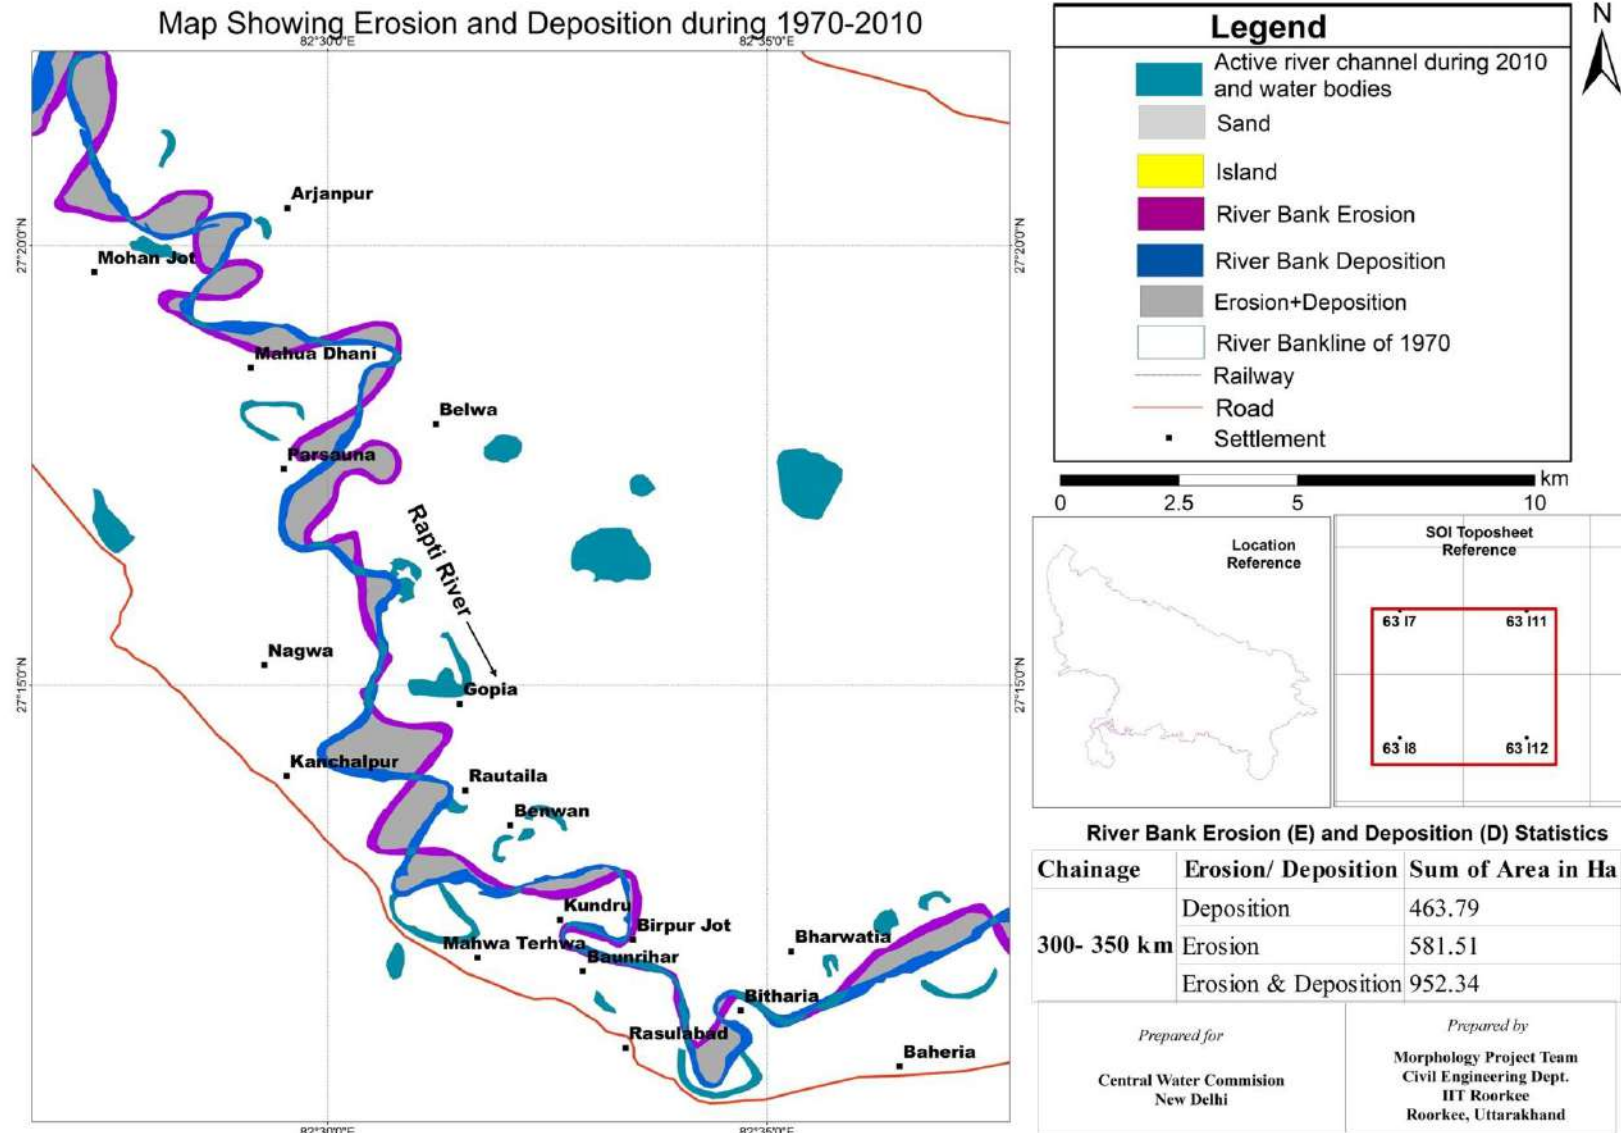 Map Showing Erosion and Deposition during 1970-2010
82°30'0"E
82°35'0"E
27°20'0"N
27°20'0"N
27°15'0"N
27°15'0"N
82°30'0"E
82°35'0"E
Arjanpur
Mohan Jot
Mahua Dhani
Belwa
Parsauna
Rapti River
Nagwa
Gopia
Kanchalpur
Rautaila
Benwan
Kundru
Birpur Jot
Mahwa Terhwa
Bharwatia
Baunrihar
Bitharia
Rasulabad
Baheria
Legend
Active river channel during 2010
and water bodies
Sand
Island
River Bank Erosion
River Bank Deposition
Erosion+Deposition
River Bankline of 1970
Railway
Road
Settlement
N
km
0 2.5 5 10
Location
Reference
SOI Toposheet
Reference
63 I7 63 I11
63 I8 63 I12
River Bank Erosion (E) and Deposition (D) Statistics
Chainage Erosion/ Deposition Sum of Area in Ha
300- 350 km
Deposition 463.79
Erosion 581.51
Erosion & Deposition 952.34
Prepared for
Central Water Commision
New Delhi
Prepared by
Morphology Project Team
Civil Engineering Dept.
IIT Roorkee
Roorkee, Uttarakhand